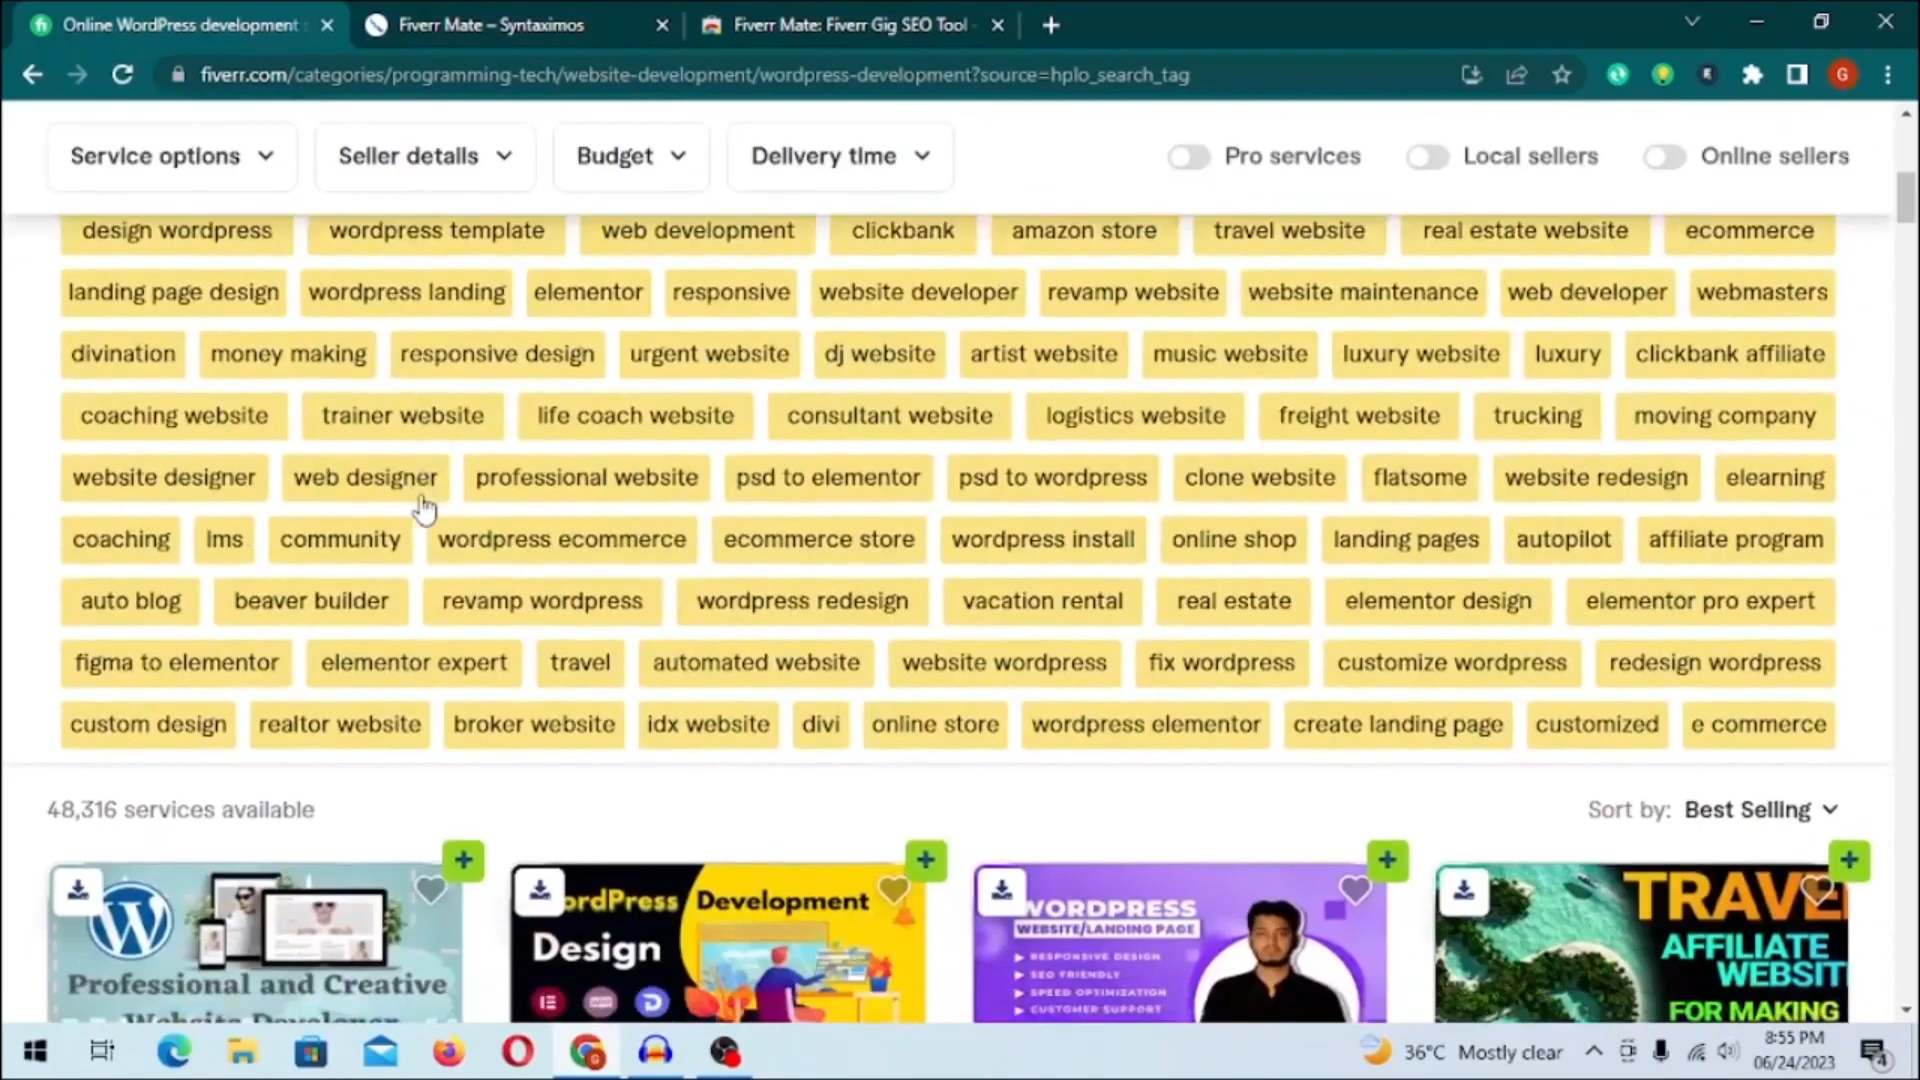 Online WordPress development
Fiverr Mate – Syntaximos
Fiverr Mate: Fiverr Gig SEO Tool
fiverr.com/categories/programming-tech/website-development/wordpress-development?source=hplo_search_tag
G
Service options
Seller details
Budget
Delivery time
Pro services
Local sellers
Online sellers
design wordpress wordpress template web development clickbank amazon store travel website real estate website ecommerce
landing page design wordpress landing elementor responsive website developer revamp website website maintenance web developer webmasters
divination money making responsive design urgent website dj website artist website music website luxury website luxury clickbank affiliate
coaching website trainer website life coach website consultant website logistics website freight website trucking moving company
website designer web designer professional website psd to elementor psd to wordpress clone website flatsome website redesign elearning
coaching lms community wordpress ecommerce ecommerce store wordpress install online shop landing pages autopilot affiliate program
auto blog beaver builder revamp wordpress wordpress redesign vacation rental real estate elementor design elementor pro expert
figma to elementor elementor expert travel automated website website wordpress fix wordpress customize wordpress redesign wordpress
custom design realtor website broker website idx website divi online store wordpress elementor create landing page customized e commerce
48,316 services available
Sort by: Best Selling
Professional and Creative
Website Developer
ordPress Development
Design
WORDPRESS
WEBSITE/LANDING PAGE
RESPONSIVE DESIGN
SEO FRIENDLY
SPEED OPTIMIZATION
CUSTOMER SUPPORT
TRAVE
AFFILIATE
WEBSIT
FOR MAKING
36°C Mostly clear
8:55 PM
06/24/2023
4